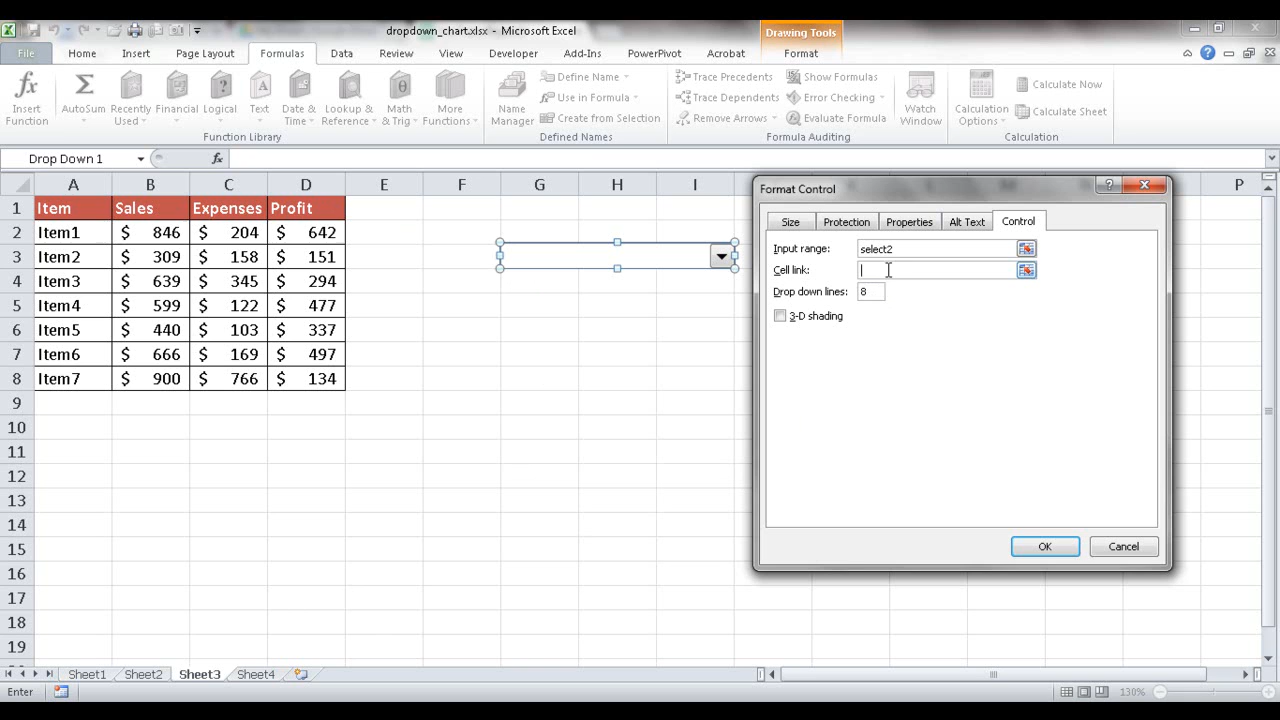 dropdown_chart.xlsx - Microsoft Excel
Drawing Tools
File Home Insert Page Layout Formulas Data Review View Developer Add-Ins PowerPivot Acrobat Format
Insert Function
AutoSum
Recently Used
Financial
Logical
Text
Date & Time
Lookup & Reference
Math & Trig
More Functions
Function Library
Name Manager
Define Name
Use in Formula
Create from Selection
Defined Names
Trace Precedents
Trace Dependents
Remove Arrows
Show Formulas
Error Checking
Evaluate Formula
Watch Window
Formula Auditing
Calculation Options
Calculate Now
Calculate Sheet
Calculation
Drop Down 1 fx
A B C D E F G H I P
1 Item Sales Expenses Profit
2 Item1 $ 846 $ 204 $ 642
3 Item2 $ 309 $ 158 $ 151
4 Item3 $ 639 $ 345 $ 294
5 Item4 $ 599 $ 122 $ 477
6 Item5 $ 440 $ 103 $ 337
7 Item6 $ 666 $ 169 $ 497
8 Item7 $ 900 $ 766 $ 134
9
10
11
12
13
14
15
16
17
18
19
Format Control
Size Protection Properties Alt Text Control
Input range: select2
Cell link:
Drop down lines: 8
3-D shading
OK Cancel
Sheet1 Sheet2 Sheet3 Sheet4
Enter 130%